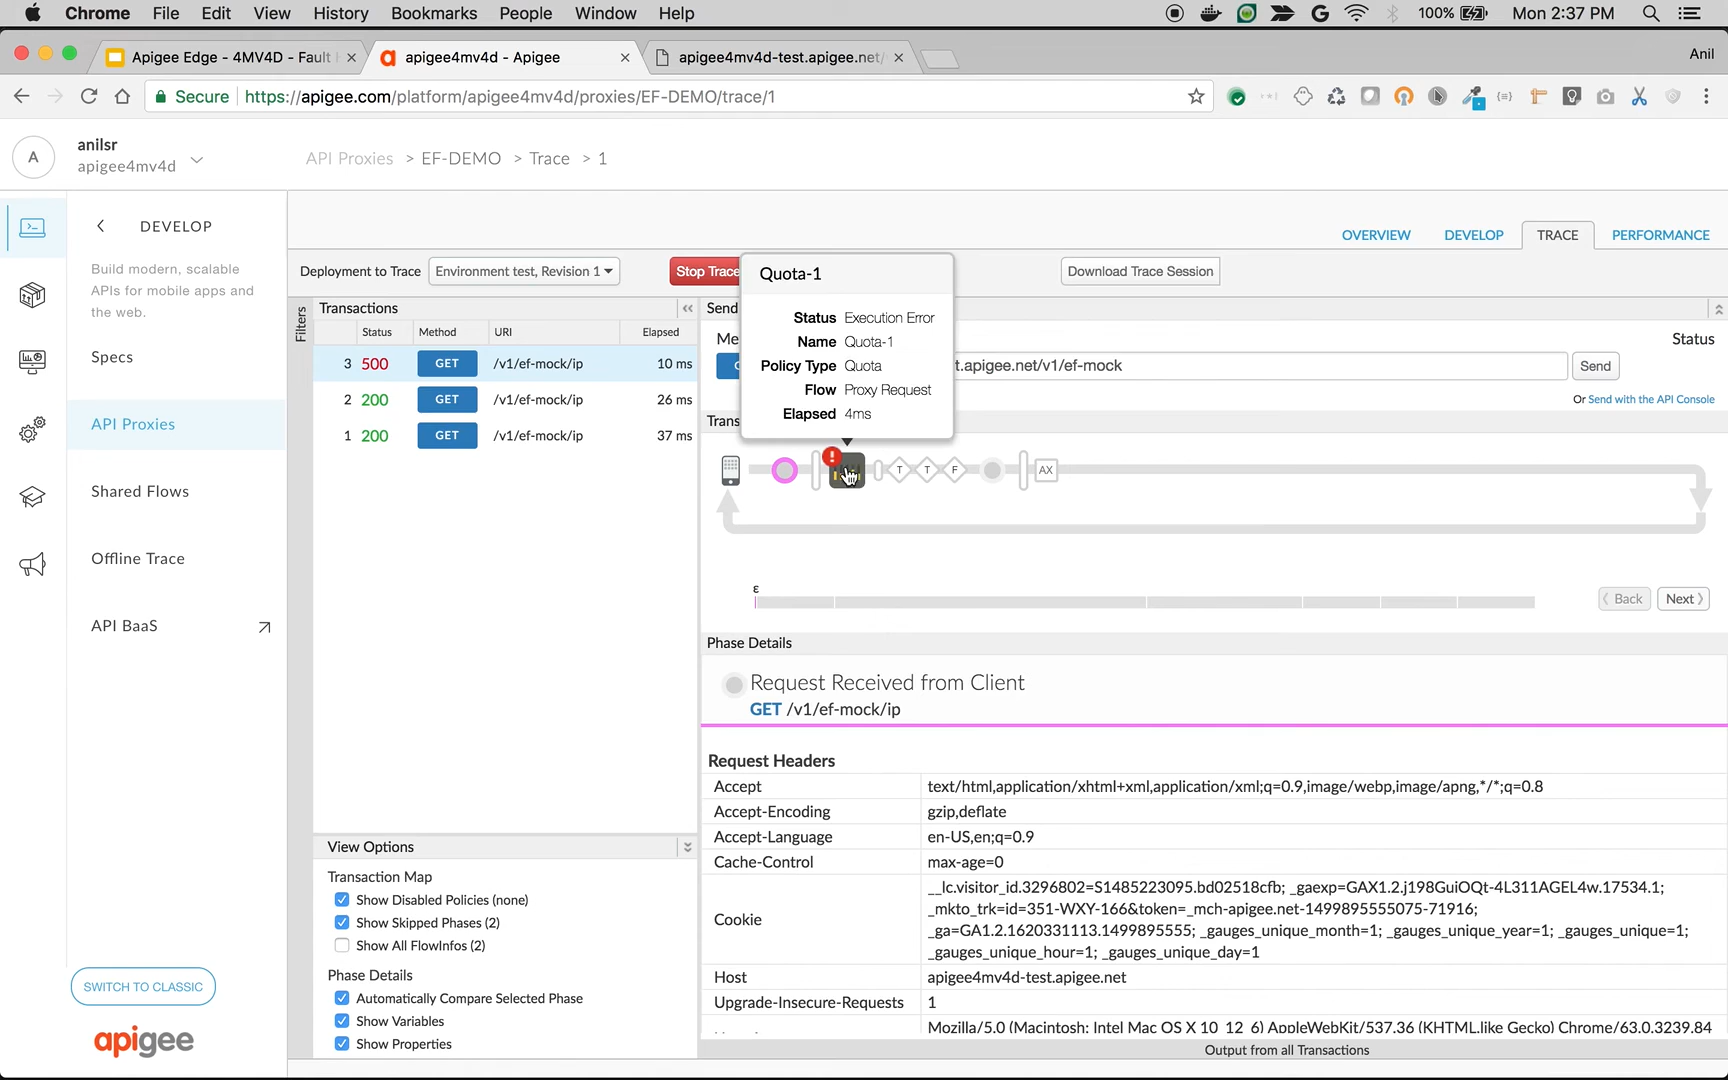 Chrome File Edit View History Bookmarks People Window Help 100% Mon 2:37 PM
Apigee Edge - 4MV4D - Fault
apigee4mv4d - Apigee
apigee4mv4d-test.apigee.net/
Anil
Secure https://apigee.com/platform/apigee4mv4d/proxies/EF-DEMO/trace/1
A
anilsr
apigee4mv4d
API Proxies > EF-DEMO > Trace > 1
DEVELOP
Build modern, scalable
APIs for mobile apps and
the web.
Specs
API Proxies
Shared Flows
Offline Trace
API BaaS
SWITCH TO CLASSIC
apigee
OVERVIEW DEVELOP TRACE PERFORMANCE
Deployment to Trace Environment test, Revision 1 Stop Trace Download Trace Session
Filters
Transactions
Status Method URI Elapsed
3 500 GET /v1/ef-mock/ip 10 ms
2 200 GET /v1/ef-mock/ip 26 ms
1 200 GET /v1/ef-mock/ip 37 ms
View Options
Transaction Map
Show Disabled Policies (none)
Show Skipped Phases (2)
Show All FlowInfos (2)
Phase Details
Automatically Compare Selected Phase
Show Variables
Show Properties
Quota-1
Status Execution Error
Name Quota-1
Policy Type Quota
Flow Proxy Request
Elapsed 4ms
Send
Status
t.apigee.net/v1/ef-mock Send
Or Send with the API Console
T T F AX
ε
Back Next
Phase Details
Request Received from Client
GET /v1/ef-mock/ip
Request Headers
Accept text/html,application/xhtml+xml,application/xml;q=0.9,image/webp,image/apng,*/*;q=0.8
Accept-Encoding gzip,deflate
Accept-Language en-US,en;q=0.9
Cache-Control max-age=0
Cookie __lc.visitor_id.3296802=S1485223095.bd02518cfb; _gaexp=GAX1.2.j198GuiOQt-4L311AGEL4w.17534.1;
_mkto_trk=id=351-WXY-166&token=_mch-apigee.net-1499895555075-71916;
_ga=GA1.2.1620331113.1499895555; _gauges_unique_month=1; _gauges_unique_year=1; _gauges_unique=1;
_gauges_unique_hour=1; _gauges_unique_day=1
Host apigee4mv4d-test.apigee.net
Upgrade-Insecure-Requests 1
Mozilla/5.0 (Macintosh; Intel Mac OS X 10_12_6) AppleWebKit/537.36 (KHTML,like Gecko) Chrome/63.0.3239.84
Output from all Transactions